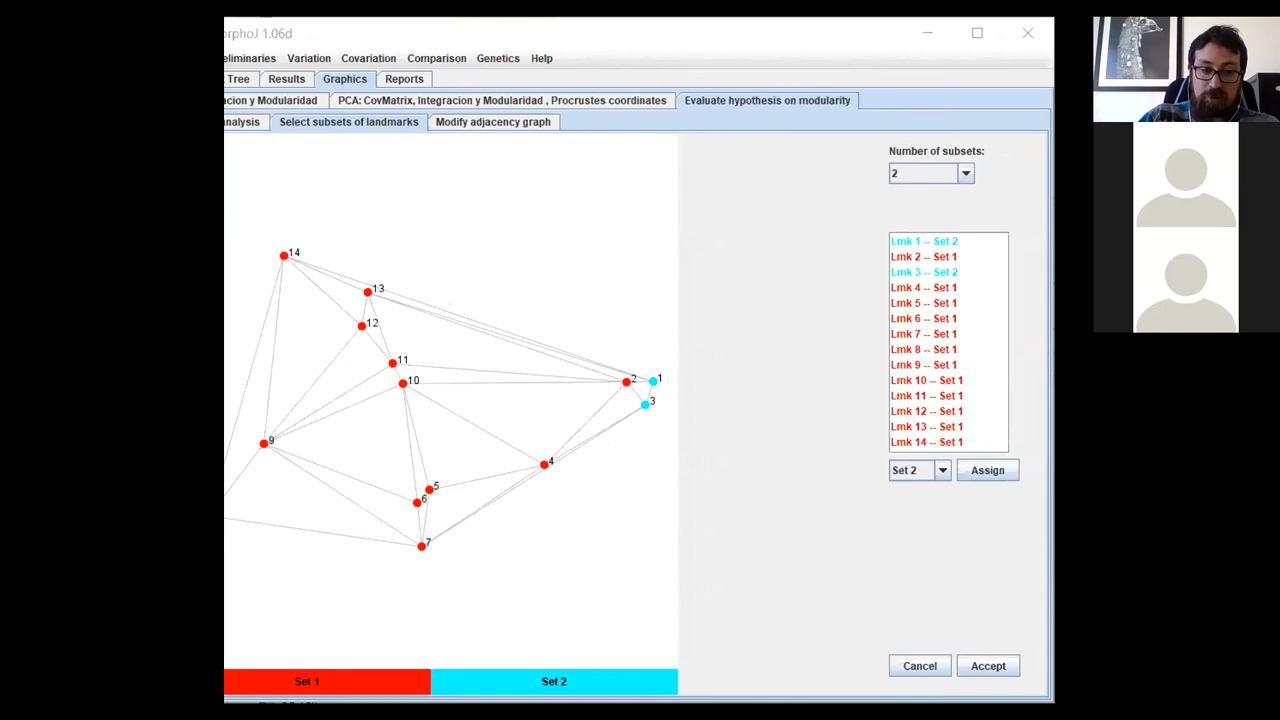 orphoJ 1.06d
eliminaries Variation Covariation Comparison Genetics Help
t Tree Results Graphics Reports
acion y Modularidad PCA: CovMatrix, Integracion y Modularidad , Procrustes coordinates Evaluate hypothesis on modularity
analysis Select subsets of landmarks Modify adjacency graph
Number of subsets:
2
14
13
12
11
10
2
1
3
9
4
5
6
7
Lmk 1 -- Set 2
Lmk 2 -- Set 1
Lmk 3 -- Set 2
Lmk 4 -- Set 1
Lmk 5 -- Set 1
Lmk 6 -- Set 1
Lmk 7 -- Set 1
Lmk 8 -- Set 1
Lmk 9 -- Set 1
Lmk 10 -- Set 1
Lmk 11 -- Set 1
Lmk 12 -- Set 1
Lmk 13 -- Set 1
Lmk 14 -- Set 1
Set 2 Assign
Cancel Accept
Set 1 Set 2